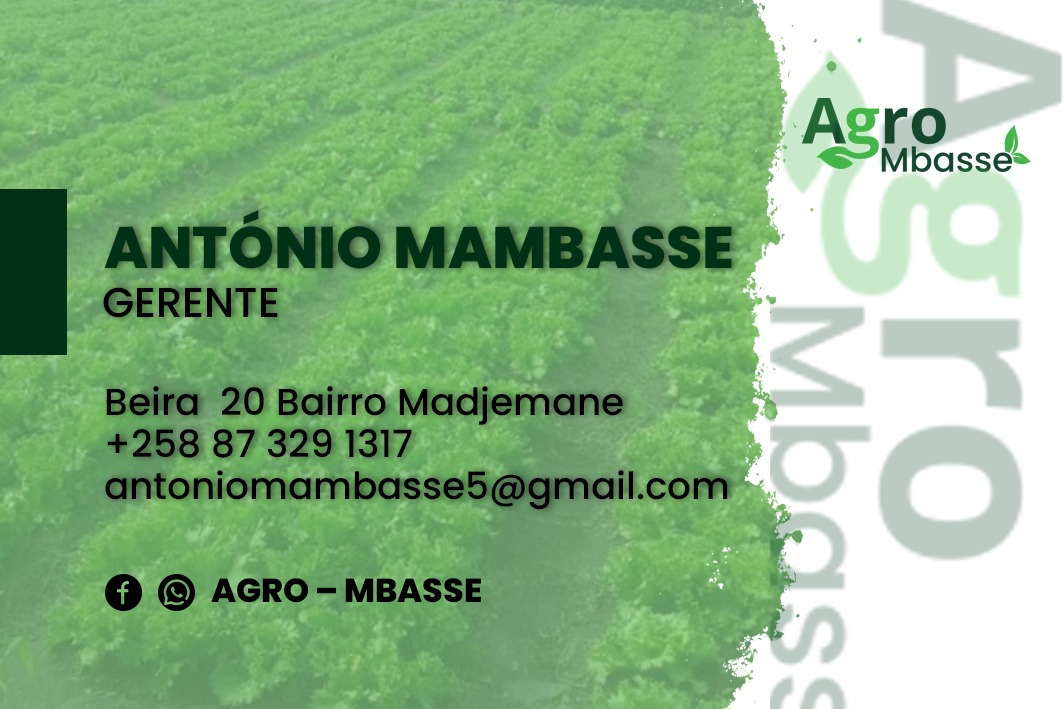 Agro
Mbasse
ANTÓNIO MAMBASSE
GERENTE
Beira  20 Bairro Madjemane
+258 87 329 1317
antoniomambasse5@gmail.com
AGRO – MBASSE
Agro
Mbass